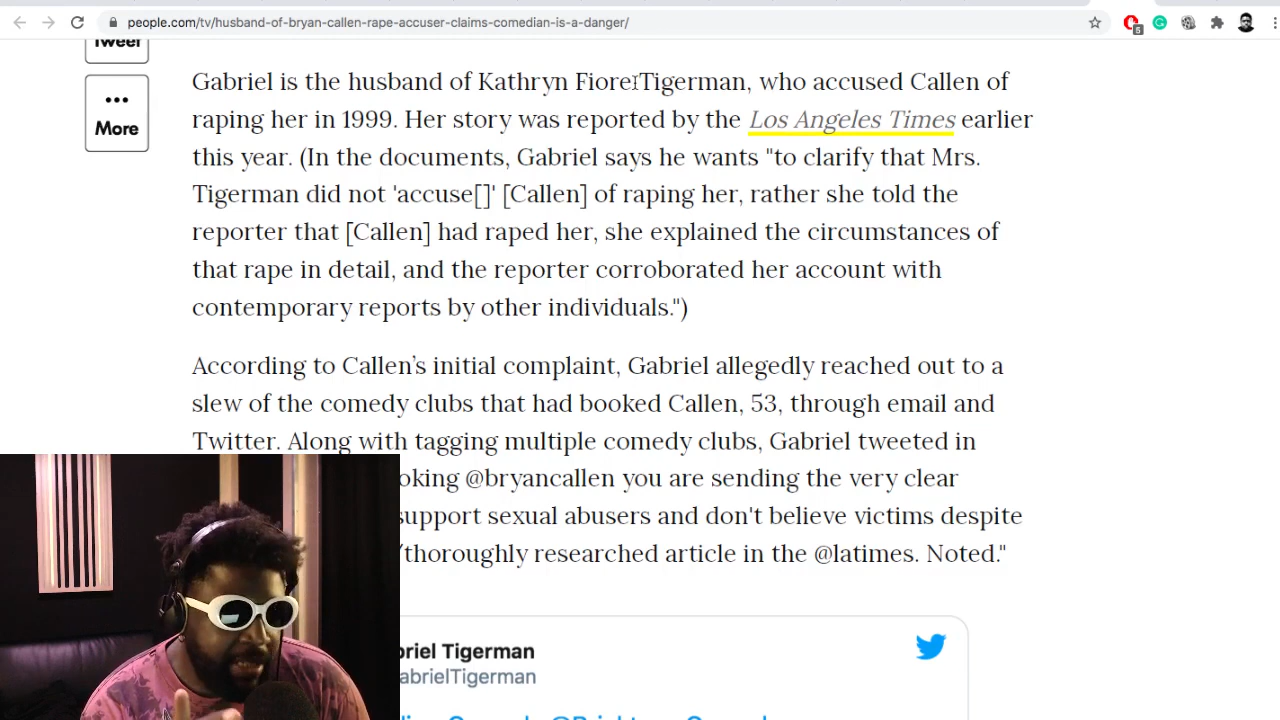 people.com/tv/husband-of-bryan-callen-rape-accuser-claims-comedian-is-a-danger/
5
Tweet
•••
More
Gabriel is the husband of Kathryn Fiore Tigerman, who accused Callen of
raping her in 1999. Her story was reported by the Los Angeles Times earlier
this year. (In the documents, Gabriel says he wants "to clarify that Mrs.
Tigerman did not 'accuse[]' [Callen] of raping her, rather she told the
reporter that [Callen] had raped her, she explained the circumstances of
that rape in detail, and the reporter corroborated her account with
contemporary reports by other individuals.")
According to Callen's initial complaint, Gabriel allegedly reached out to a
slew of the comedy clubs that had booked Callen, 53, through email and
Twitter. Along with tagging multiple comedy clubs, Gabriel tweeted in
oking @bryancallen you are sending the very clear
support sexual abusers and don't believe victims despite
/thoroughly researched article in the @latimes. Noted."
briel Tigerman
abrielTigerman